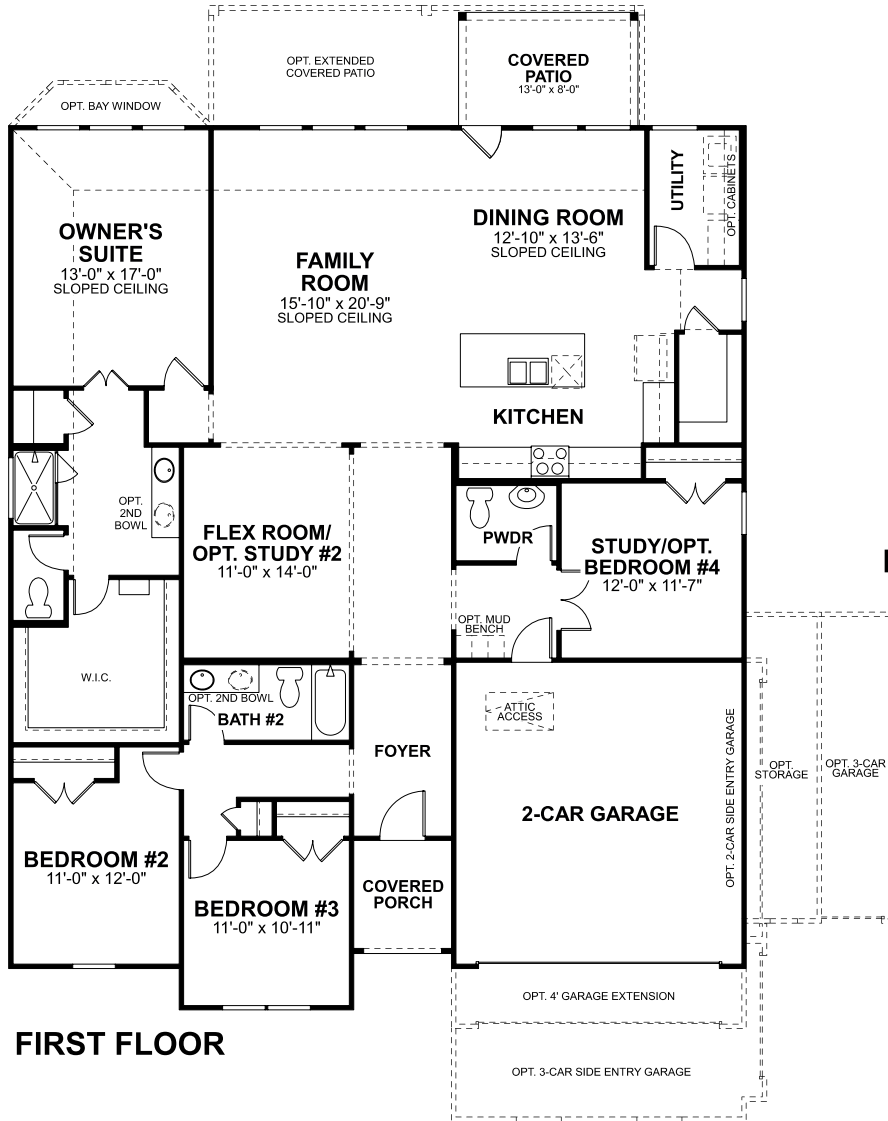 OPT. EXTENDED
COVERED PATIO
COVERED
PATIO
13'-0" x 8'-0"
OPT. BAY WINDOW
UTILITY
OPT. CABINETS
OWNER'S
SUITE
13'-0" x 17'-0"
SLOPED CEILING
DINING ROOM
12'-10" x 13'-6"
SLOPED CEILING
FAMILY
ROOM
15'-10" x 20'-9"
SLOPED CEILING
KITCHEN
OPT.
2ND
BOWL
FLEX ROOM/
OPT. STUDY #2
11'-0" x 14'-0"
PWDR
STUDY/OPT.
BEDROOM #4
12'-0" x 11'-7"
OPT. MUD
BENCH
W.I.C.
OPT. 2ND BOWL
BATH #2
ATTIC
ACCESS
FOYER
OPT. 2-CAR SIDE ENTRY GARAGE
OPT.
STORAGE
OPT. 3-CAR
GARAGE
2-CAR GARAGE
BEDROOM #2
11'-0" x 12'-0"
COVERED
PORCH
BEDROOM #3
11'-0" x 10'-11"
OPT. 4' GARAGE EXTENSION
FIRST FLOOR
OPT. 3-CAR SIDE ENTRY GARAGE